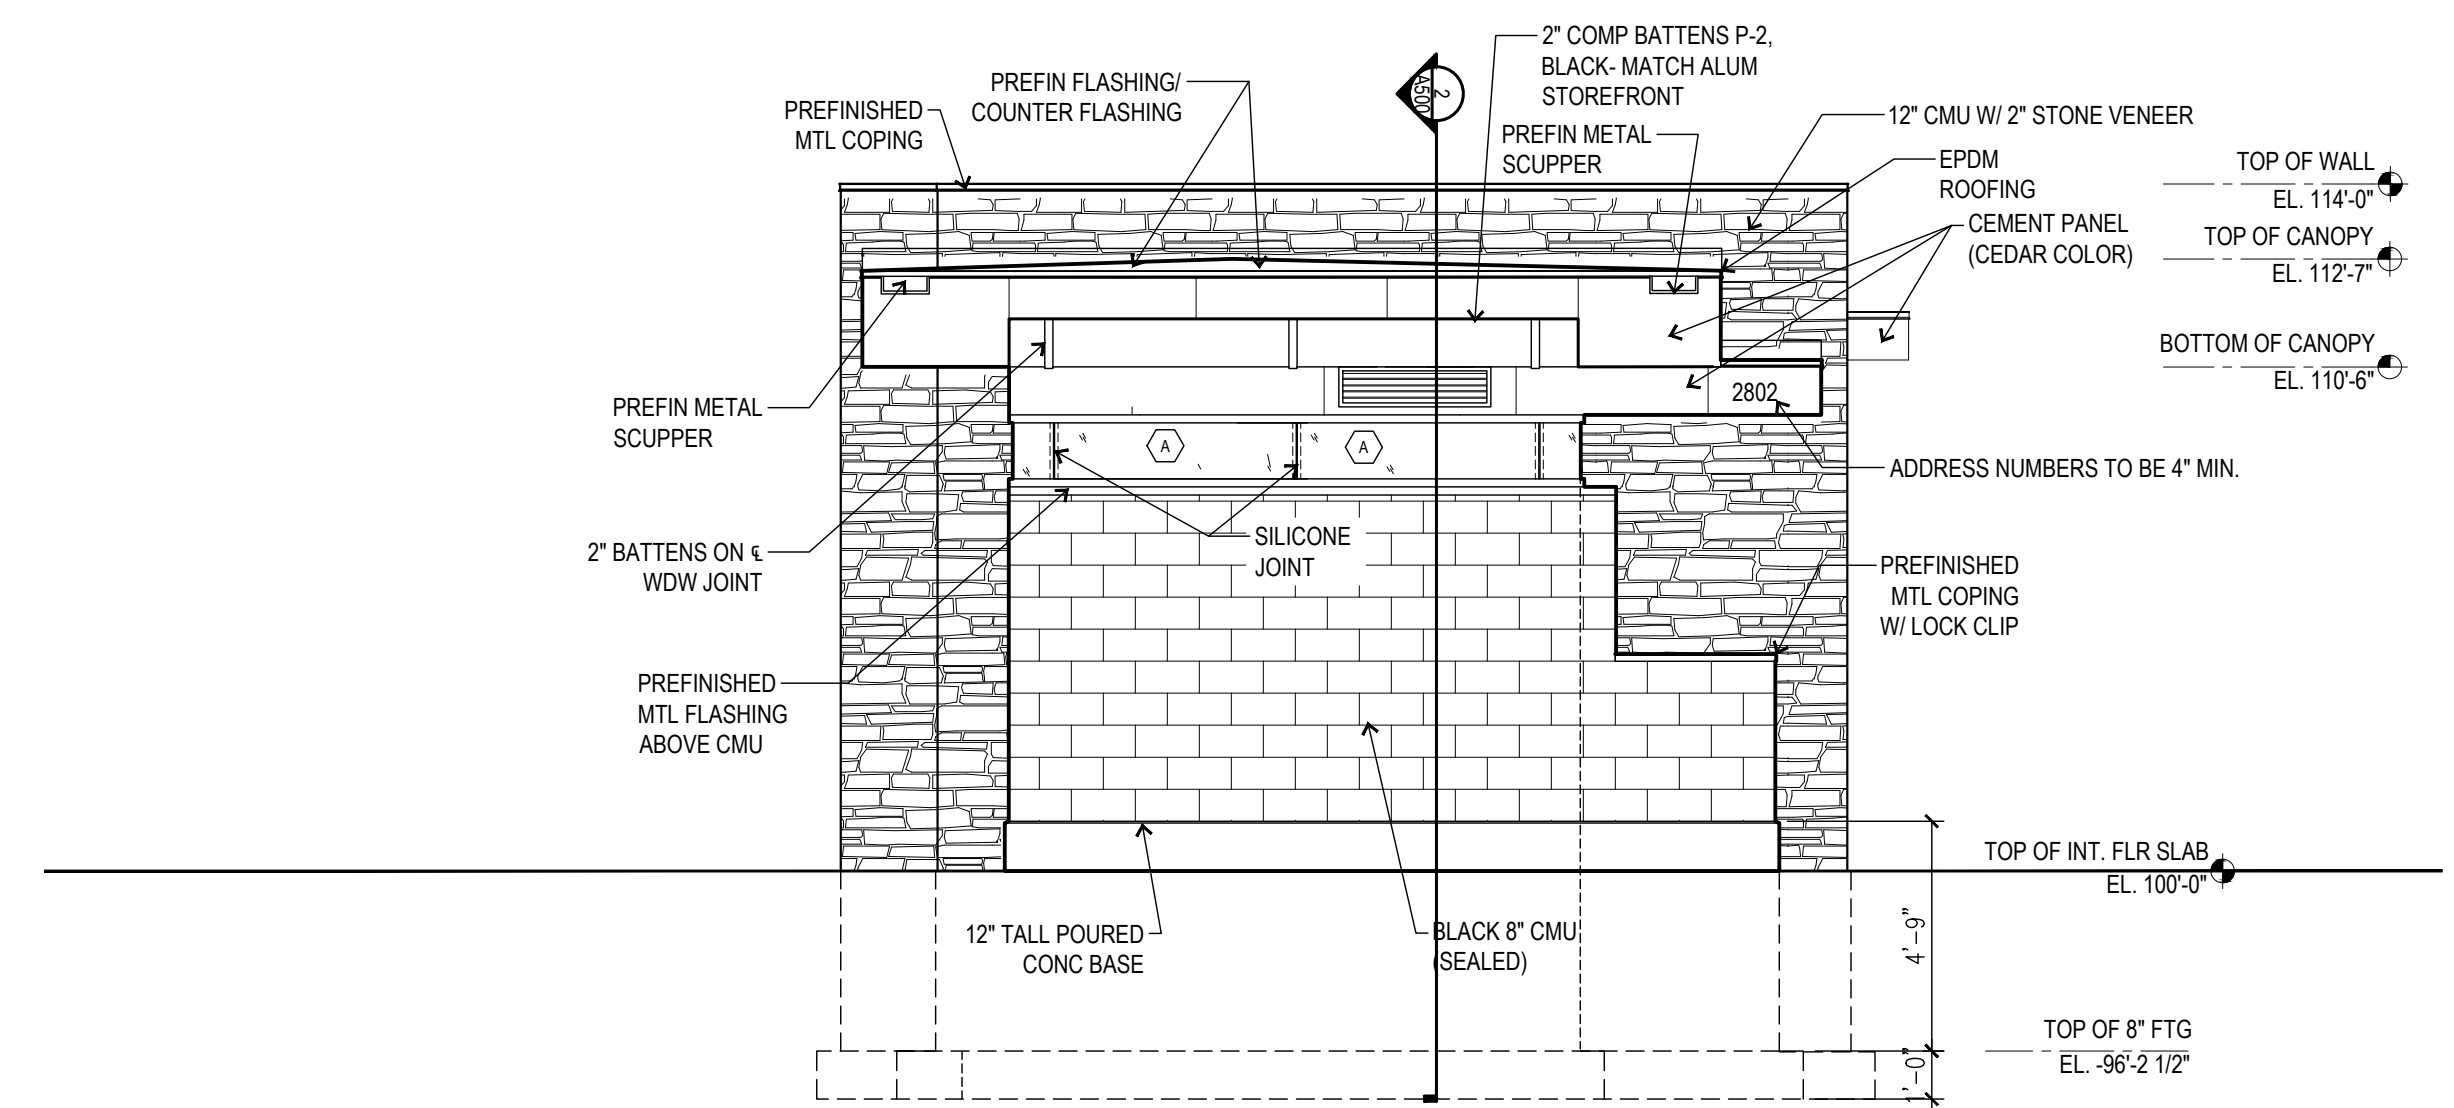 2" COMP BATTENS P-2,
BLACK- MATCH ALUM
STOREFRONT
PREFIN FLASHING/
COUNTER FLASHING
PREFINISHED
MTL COPING
2
A500
PREFIN METAL
SCUPPER
12" CMU W/ 2" STONE VENEER
EPDM
ROOFING
CEMENT PANEL
(CEDAR COLOR)
TOP OF WALL
EL. 114'-0"
TOP OF CANOPY
EL. 112'-7"
BOTTOM OF CANOPY
EL. 110'-6"
PREFIN METAL
SCUPPER
2802
A
A
ADDRESS NUMBERS TO BE 4" MIN.
2" BATTENS ON ℄
WDW JOINT
SILICONE
JOINT
PREFINISHED
MTL COPING
W/ LOCK CLIP
PREFINISHED
MTL FLASHING
ABOVE CMU
TOP OF INT. FLR SLAB
EL. 100'-0"
12" TALL POURED
CONC BASE
BLACK 8" CMU
(SEALED)
4'-9"
TOP OF 8" FTG
EL. -96'-2 1/2"
1'-0"